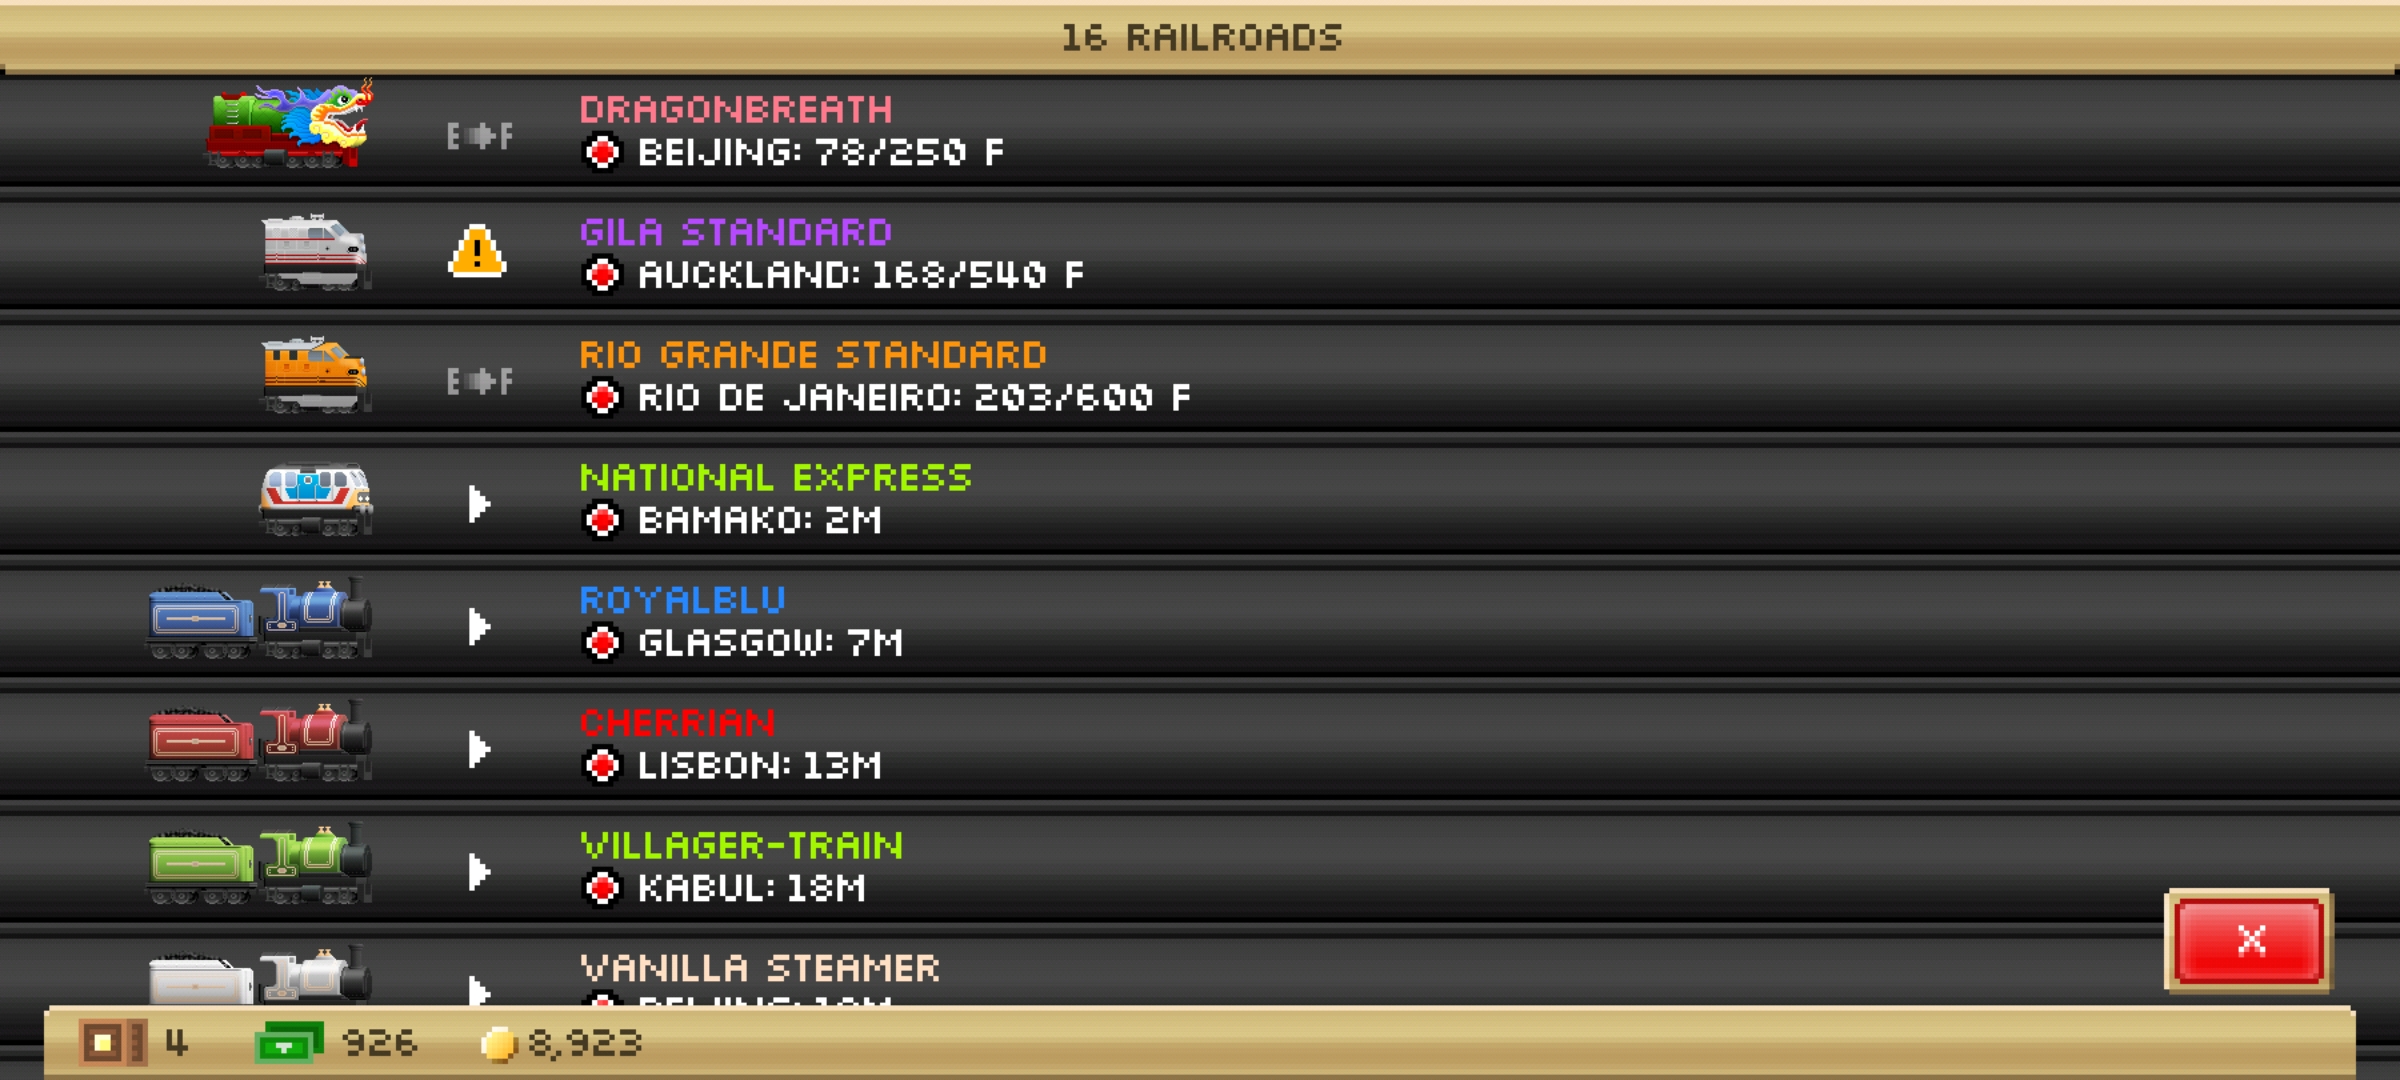 16 RAILROADS
DRAGONBREATH
E F
BEIJING: 78/250 F
GILA STANDARD
!
AUCKLAND: 168/540 F
RIO GRANDE STANDARD
E F
RIO DE JANEIRO: 203/600 F
NATIONAL EXPRESS
BAMAKO: 2M
ROYALBLU
GLASGOW: 7M
CHERRIAN
LISBON: 13M
VILLAGER-TRAIN
KABUL: 18M
X
VANILLA STEAMER
4 926 8,923